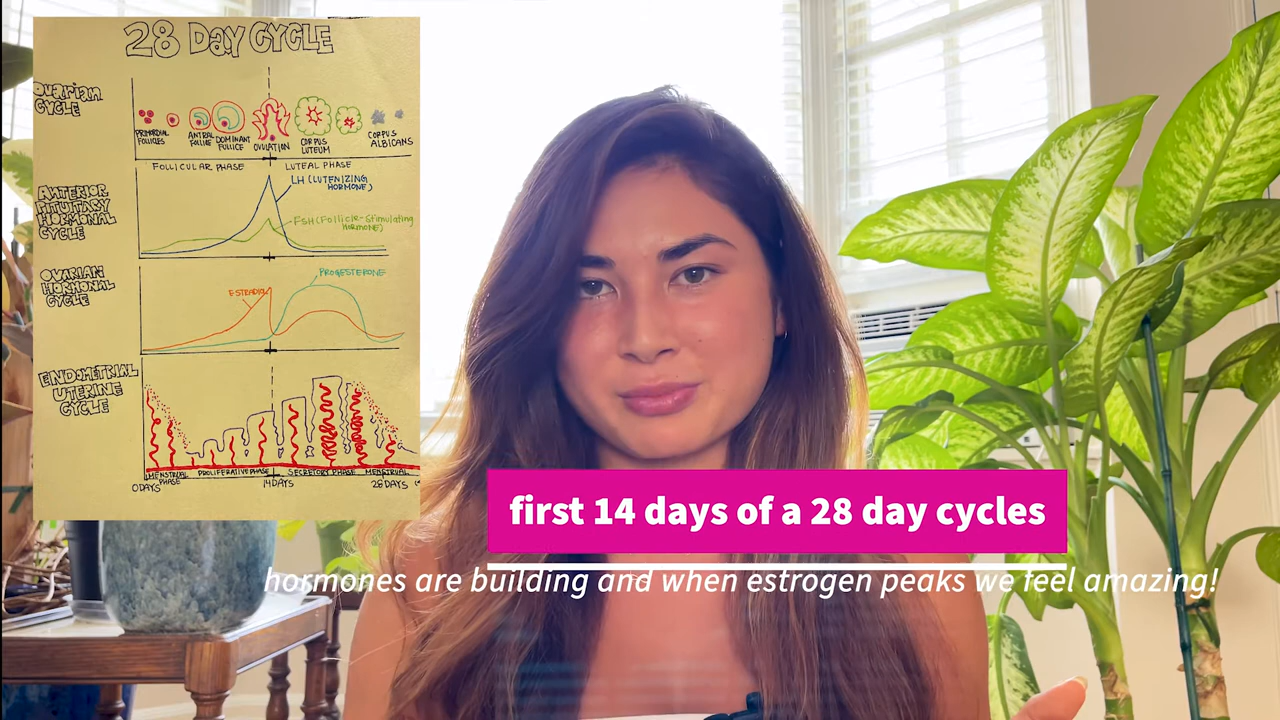 28 DAY CYCLE
OVARIAN
CYCLE
PRIMORDIAL
FOLLICLES
ANTRAL
FOLLICLE
DOMINANT
FOLLICLE
OVULATION
CORPUS
LUTEUM
CORPUS
ALBICANS
FOLLICULAR PHASE
LUTEAL PHASE
ANTERIOR
PITUITARY
HORMONAL
CYCLE
LH (LUTENIZING
HORMONE)
FSH (Follicle-Stimulating
HORMONE)
OVARIAN
HORMONAL
CYCLE
ESTRADIOL
PROGESTERONE
ENDOMETRIAL
UTERINE
CYCLE
MENSTRUAL
PHASE
PROLIFERATIVE PHASE
SECRETORY PHASE
MENSTRUAL
0 DAYS
14 DAYS
28 DAYS
first 14 days of a 28 day cycles
hormones are building and when estrogen peaks we feel amazing!